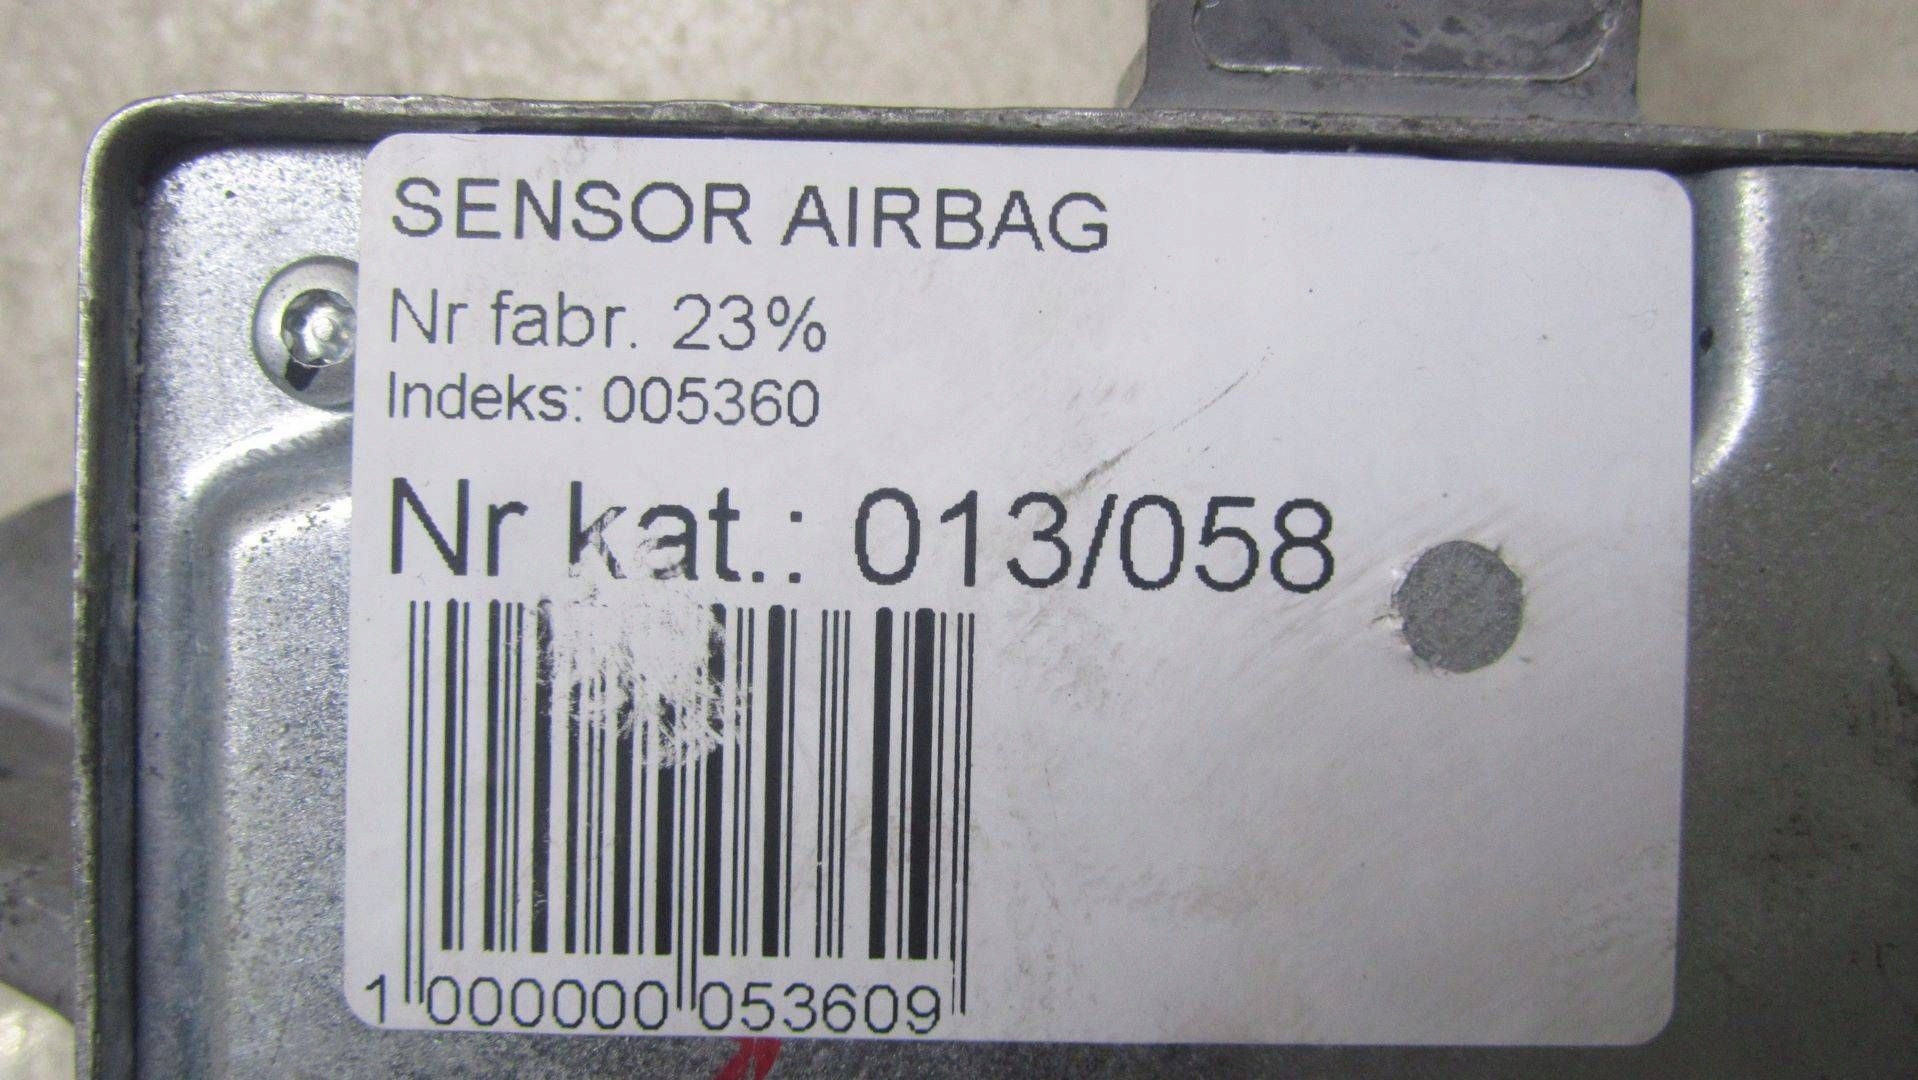 SENSOR AIRBAG
Nr fabr. 23%
Indeks: 005360
Nr kat.: 013/058
1 000000 053609